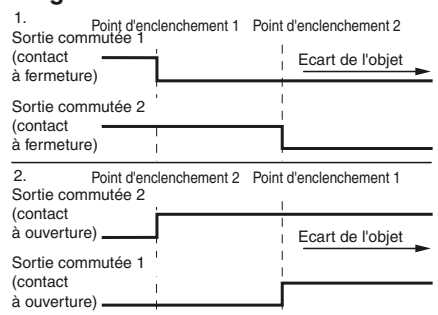 1.
Point d'enclenchement 1 Point d'enclenchement 2
Sortie commutée 1
(contact
à fermeture)
Ecart de l'objet
Sortie commutée 2
(contact
à fermeture)
2.
Point d'enclenchement 2 Point d'enclenchement 1
Sortie commutée 2
(contact
à ouverture)
Ecart de l'objet
Sortie commutée 1
(contact
à ouverture)